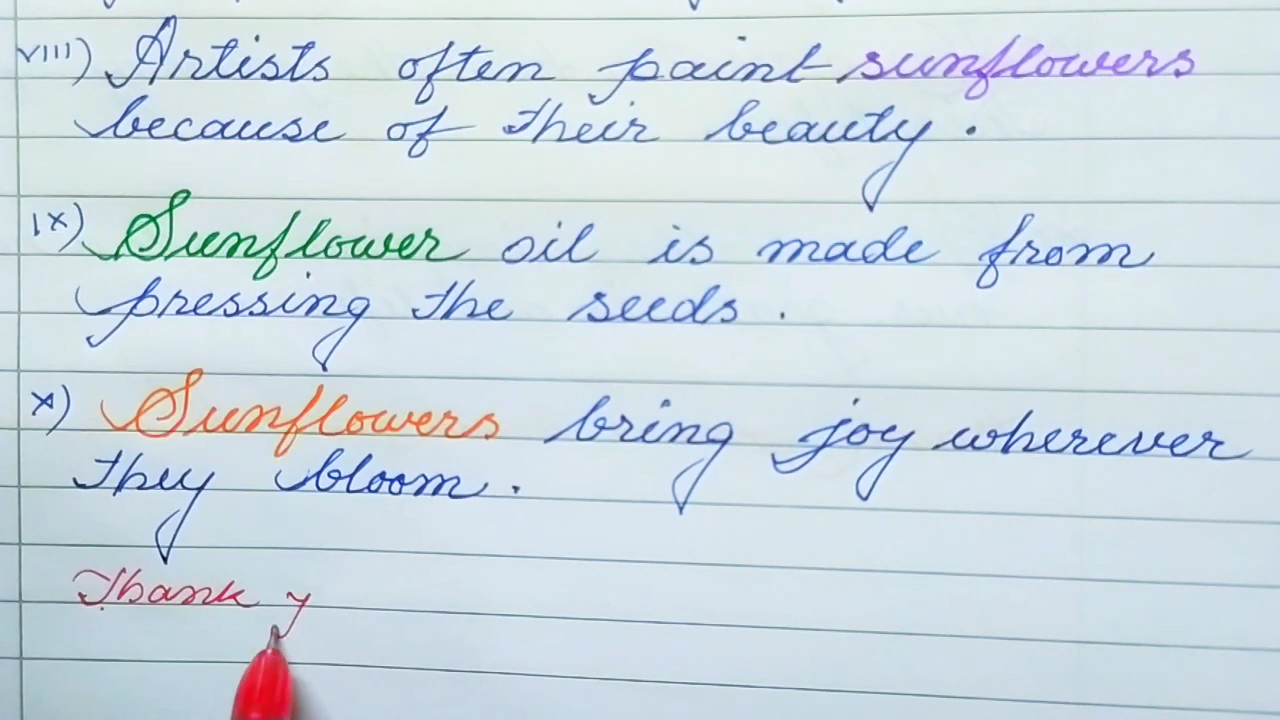 viii) Artists often paint sunflowers
because of their beauty.
ix) Sunflower oil is made from
pressing the seeds.
x) Sunflowers bring joy wherever
they bloom.
Thank y